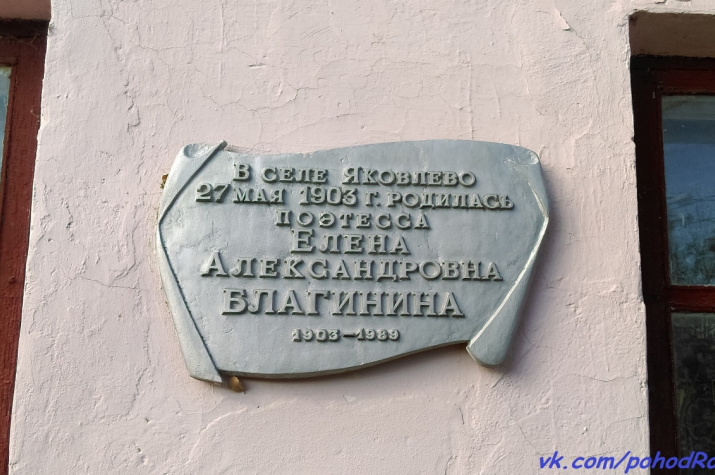 В СЕЛЕ ЯКОВЛЕВО
27 МАЯ 1903 Г. РОДИЛАСЬ
ПОЭТЕССА
ЕЛЕНА
АЛЕКСАНДРОВНА
БЛАГИНИНА
1903–1989
vk.com/pohodRo